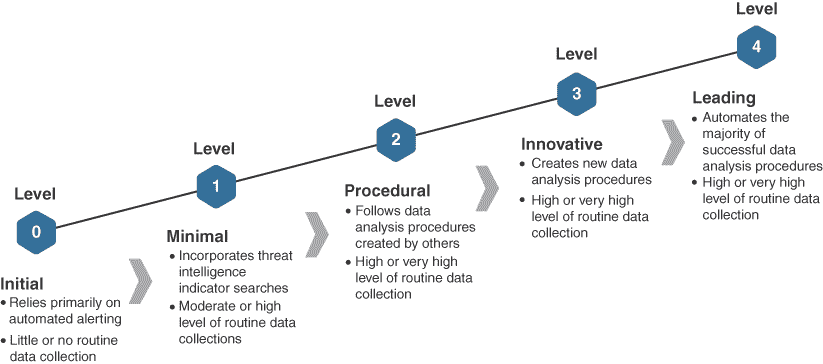 Level
0
Initial
• Relies primarily on
automated alerting
• Little or no routine
data collection
Level
1
Minimal
• Incorporates threat
intelligence
indicator searches
• Moderate or high
level of routine data
collections
Level
2
Procedural
• Follows data
analysis procedures
created by others
• High or very high
level of routine data
collection
Level
3
Innovative
• Creates new data
analysis procedures
• High or very high
level of routine data
collection
Level
4
Leading
• Automates the
majority of
successful data
analysis procedures
• High or very high
level of routine data
collection